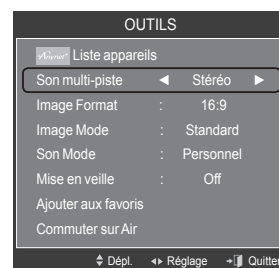 OUTILS
Anynet+ Liste appareils
Son multi-piste ◄ Stéréo ►
Image Format : 16:9
Image Mode : Standard
Son Mode : Personnel
Mise en veille : Off
Ajouter aux favoris
Commuter sur Air
Dépl. Réglage Quitter